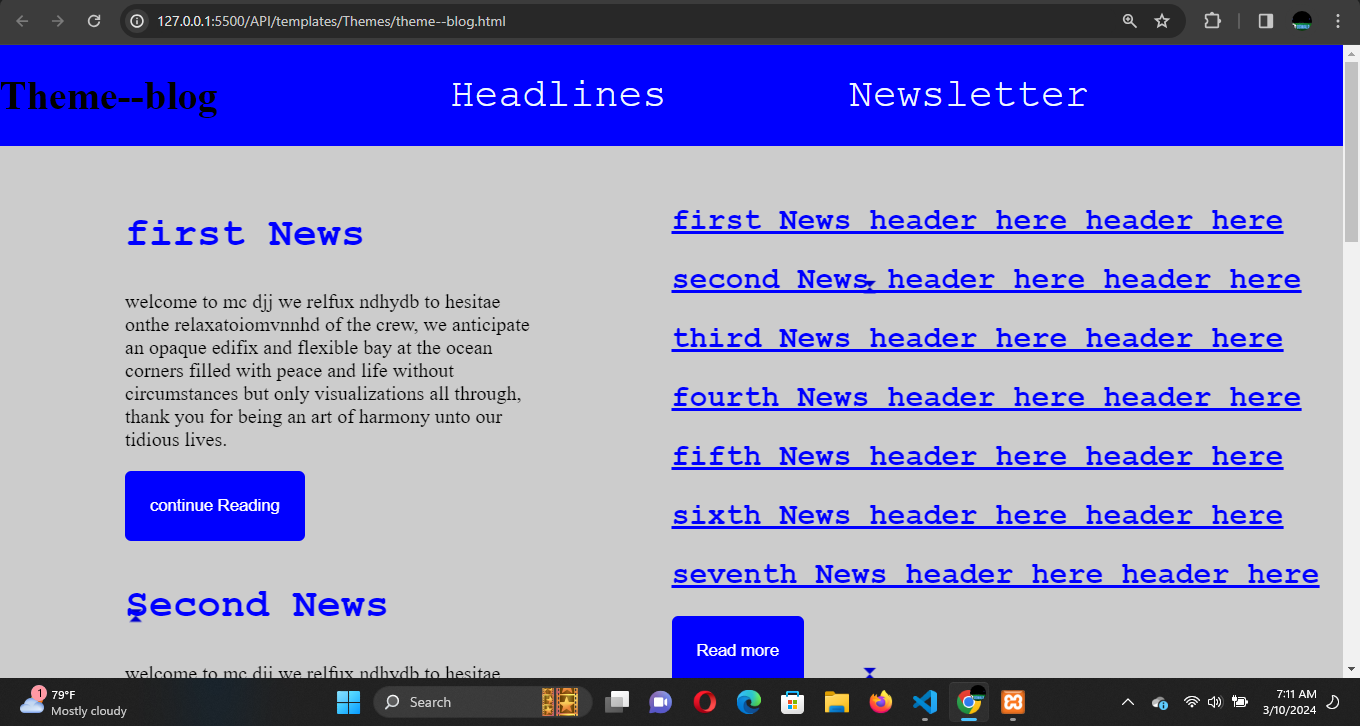 127.0.0.1:5500/API/templates/Themes/theme--blog.html
Theme--blog
Headlines
Newsletter
first News
welcome to mc djj we relfux ndhydb to hesitae
onthe relaxatoiomvnnhd of the crew, we anticipate
an opaque edifix and flexible bay at the ocean
corners filled with peace and life without
circumstances but only visualizations all through,
thank you for being an art of harmony unto our
tidious lives.
continue Reading
Second News
welcome to mc djj we relfux ndhydb to hesitae
first News header here header here
second News header here header here
third News header here header here
fourth News header here header here
fifth News header here header here
sixth News header here header here
seventh News header here header here
Read more
1
79°F
Mostly cloudy
Search
7:11 AM
3/10/2024